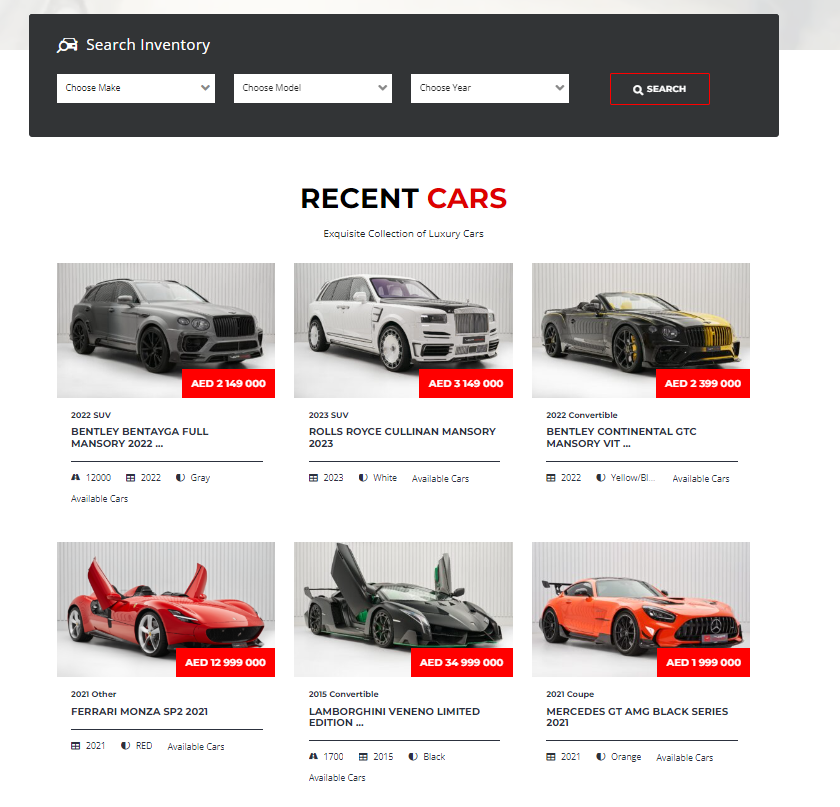 Search Inventory
Choose Make
Choose Model
Choose Year
SEARCH
RECENT CARS
Exquisite Collection of Luxury Cars
AED 2 149 000
AED 3 149 000
AED 2 399 000
2022 SUV
BENTLEY BENTAYGA FULL
MANSORY 2022 ...
12000
2022
Gray
Available Cars
2023 SUV
ROLLS ROYCE CULLINAN MANSORY
2023
2023
White
Available Cars
2022 Convertible
BENTLEY CONTINENTAL GTC
MANSORY VIT ...
2022
Yellow/Bl...
Available Cars
AED 12 999 000
AED 34 999 000
AED 1 999 000
2021 Other
FERRARI MONZA SP2 2021
2021
RED
Available Cars
2015 Convertible
LAMBORGHINI VENENO LIMITED
EDITION ...
1700
2015
Black
Available Cars
2021 Coupe
MERCEDES GT AMG BLACK SERIES
2021
2021
Orange
Available Cars